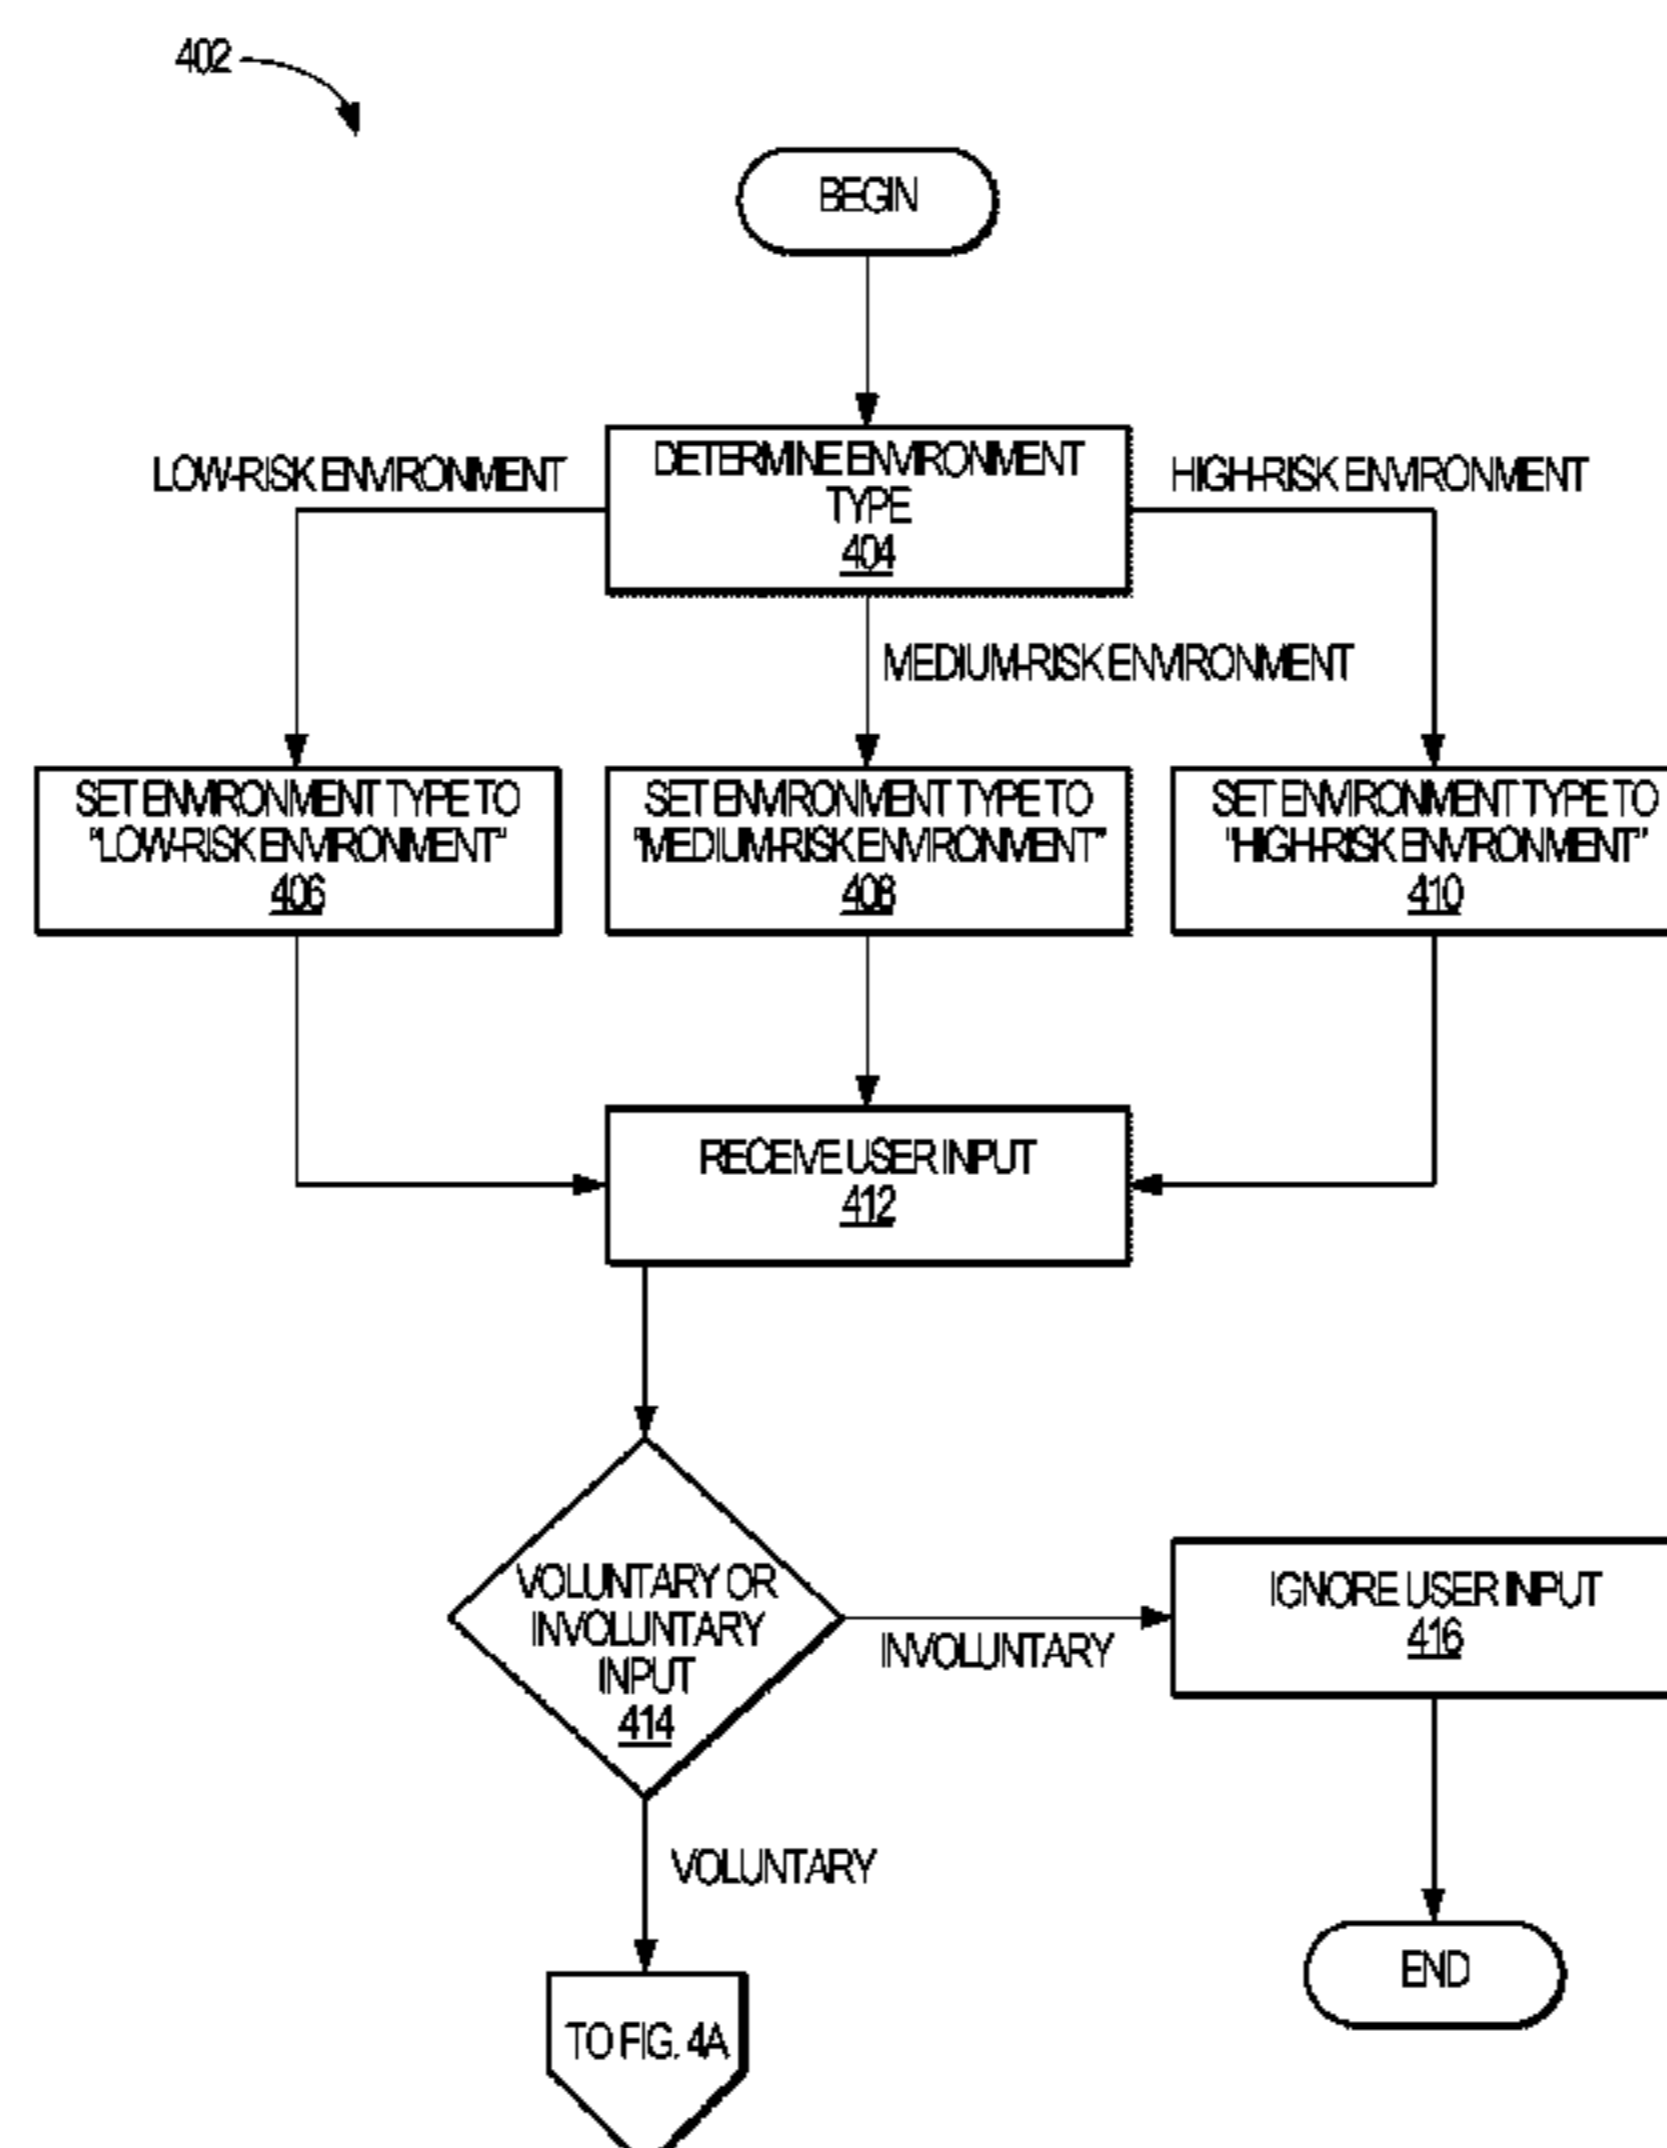 402
BEGIN
LOW-RISK ENVIRONMENT
DETERMINE ENVIRONMENT
TYPE
404
HIGH-RISK ENVIRONMENT
MEDIUM-RISK ENVIRONMENT
SET ENVIRONMENT TYPE TO
"LOW-RISK ENVIRONMENT"
406
SET ENVIRONMENT TYPE TO
"MEDIUM-RISK ENVIRONMENT"
408
SET ENVIRONMENT TYPE TO
"HIGH-RISK ENVIRONMENT"
410
RECEIVE USER INPUT
412
VOLUNTARY OR
INVOLUNTARY
INPUT
414
INVOLUNTARY
IGNORE USER INPUT
416
VOLUNTARY
END
TO FIG. 4A